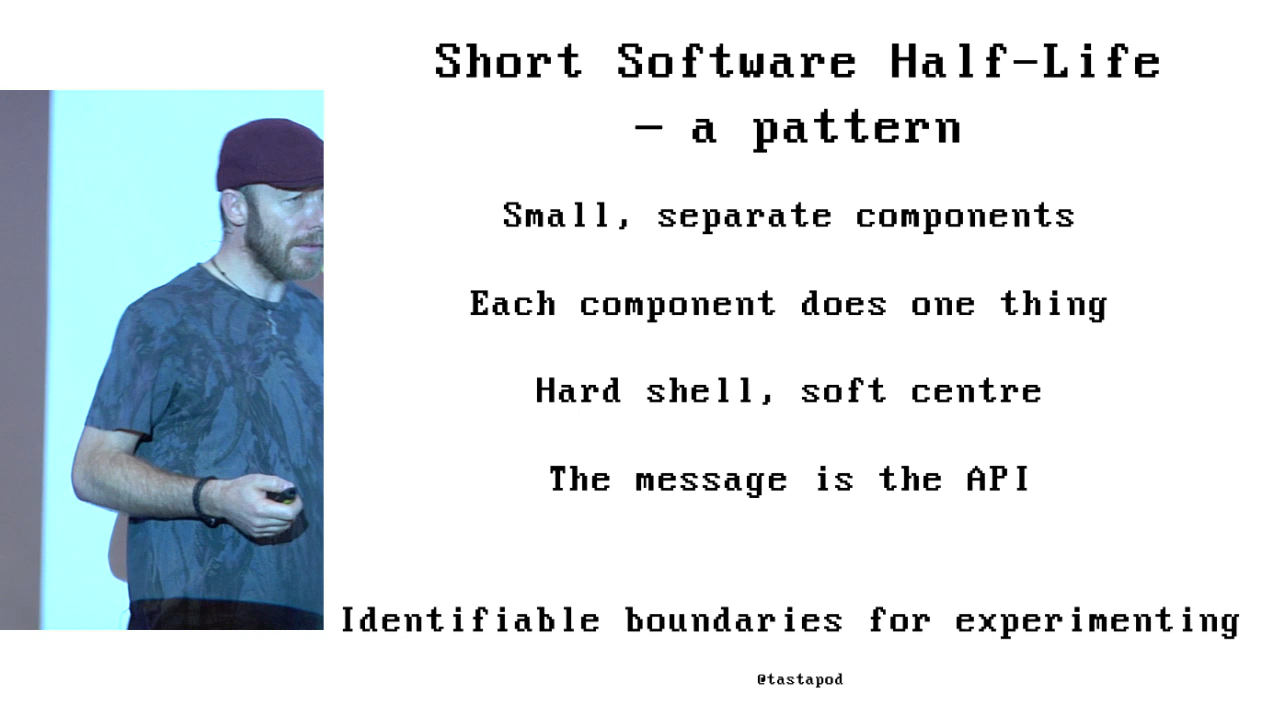 Short Software Half-Life
- a pattern
Small, separate components
Each component does one thing
Hard shell, soft centre
The message is the API
Identifiable boundaries for experimenting
@tastapod